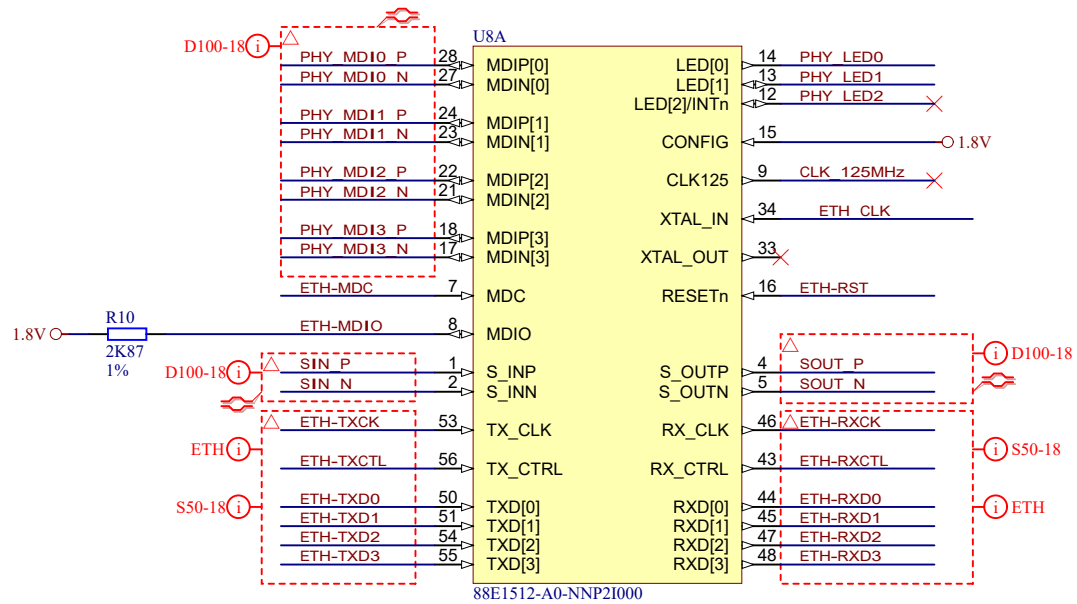 U8A
D100-18 i
PHY_MDI0_P 28 MDIP[0] LED[0] 14 PHY_LED0
PHY_MDI0_N 27 MDIN[0] LED[1] 13 PHY_LED1
LED[2]/INTn 12 PHY_LED2
PHY_MDI1_P 24 MDIP[1]
PHY_MDI1_N 23 MDIN[1] CONFIG 15 1.8V
PHY_MDI2_P 22 MDIP[2] CLK125 9 CLK_125MHz
PHY_MDI2_N 21 MDIN[2]
XTAL_IN 34 ETH_CLK
PHY_MDI3_P 18 MDIP[3]
PHY_MDI3_N 17 MDIN[3] XTAL_OUT 33
ETH-MDC 7 MDC RESETn 16 ETH-RST
R10
1.8V ETH-MDIO 8 MDIO
2K87
1%
D100-18 i SIN_P 1 S_INP S_OUTP 4 SOUT_P i D100-18
SIN_N 2 S_INN S_OUTN 5 SOUT_N
ETH-TXCK 53 TX_CLK RX_CLK 46 ETH-RXCK
ETH i i S50-18
ETH-TXCTL 56 TX_CTRL RX_CTRL 43 ETH-RXCTL
S50-18 i ETH-TXD0 50 TXD[0] RXD[0] 44 ETH-RXD0 i ETH
ETH-TXD1 51 TXD[1] RXD[1] 45 ETH-RXD1
ETH-TXD2 54 TXD[2] RXD[2] 47 ETH-RXD2
ETH-TXD3 55 TXD[3] RXD[3] 48 ETH-RXD3
88E1512-A0-NNP2I000